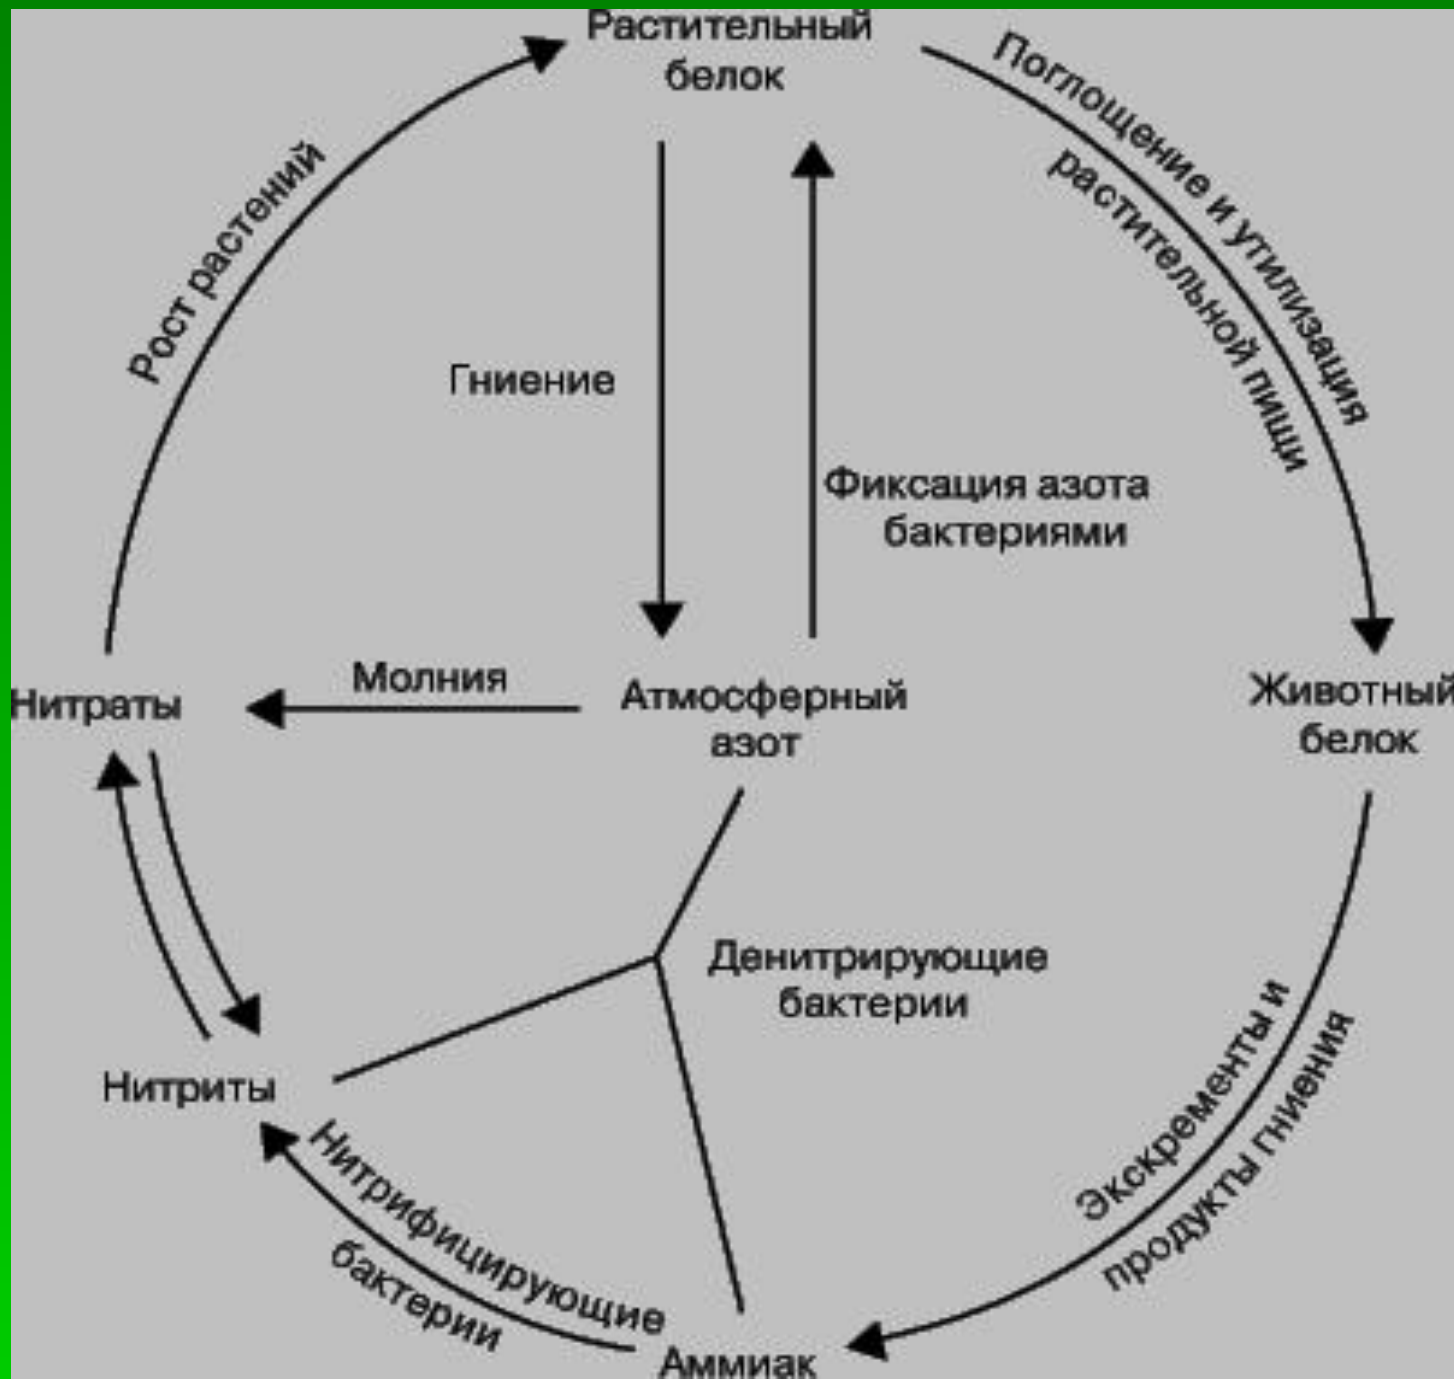 Растительный
белок
Поглощение и утилизация
растительной пищи
Рост растений
Гниение
Фиксация азота
бактериями
Нитраты
Молния
Атмосферный
азот
Животный
белок
Денитрирующие
бактерии
Экскременты и
продукты гниения
Нитриты
Нитрифицирующие
бактерии
Аммиак